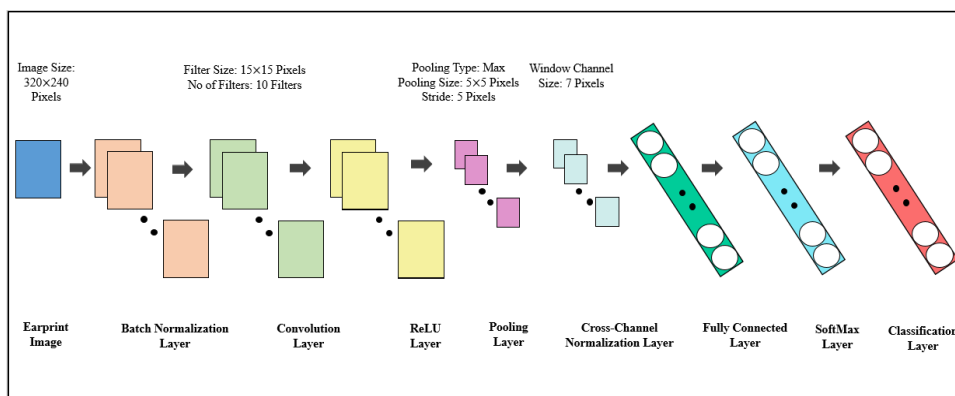 Image Size:
320×240
Pixels
Filter Size: 15×15 Pixels
No of Filters: 10 Filters
Pooling Type: Max
Pooling Size: 5×5 Pixels
Stride: 5 Pixels
Window Channel
Size: 7 Pixels
Earprint
Image
Batch Normalization
Layer
Convolution
Layer
ReLU
Layer
Pooling
Layer
Cross-Channel
Normalization Layer
Fully Connected
Layer
SoftMax
Layer
Classification
Layer